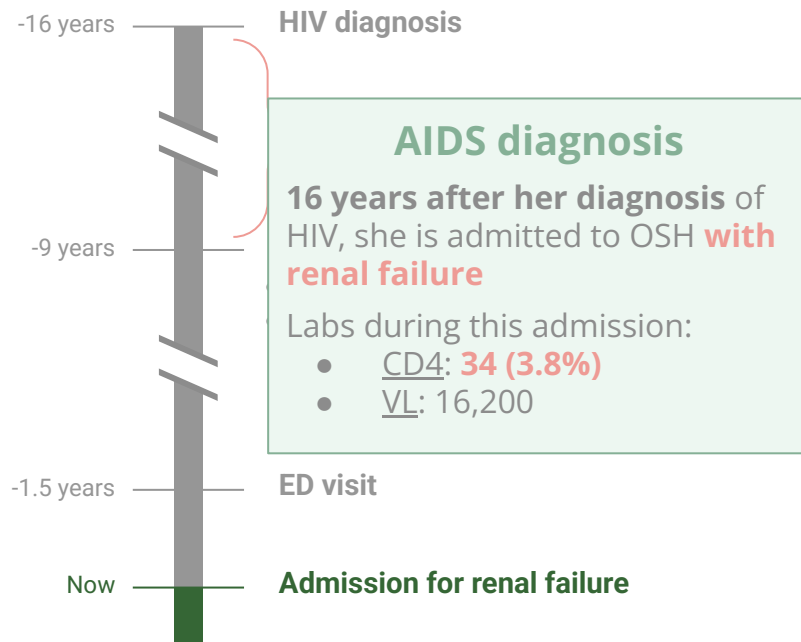 -16 years
HIV diagnosis
AIDS diagnosis
16 years after her diagnosis of
HIV, she is admitted to OSH with
renal failure
Labs during this admission:
● CD4: 34 (3.8%)
● VL: 16,200
-9 years
-1.5 years
ED visit
Now
Admission for renal failure